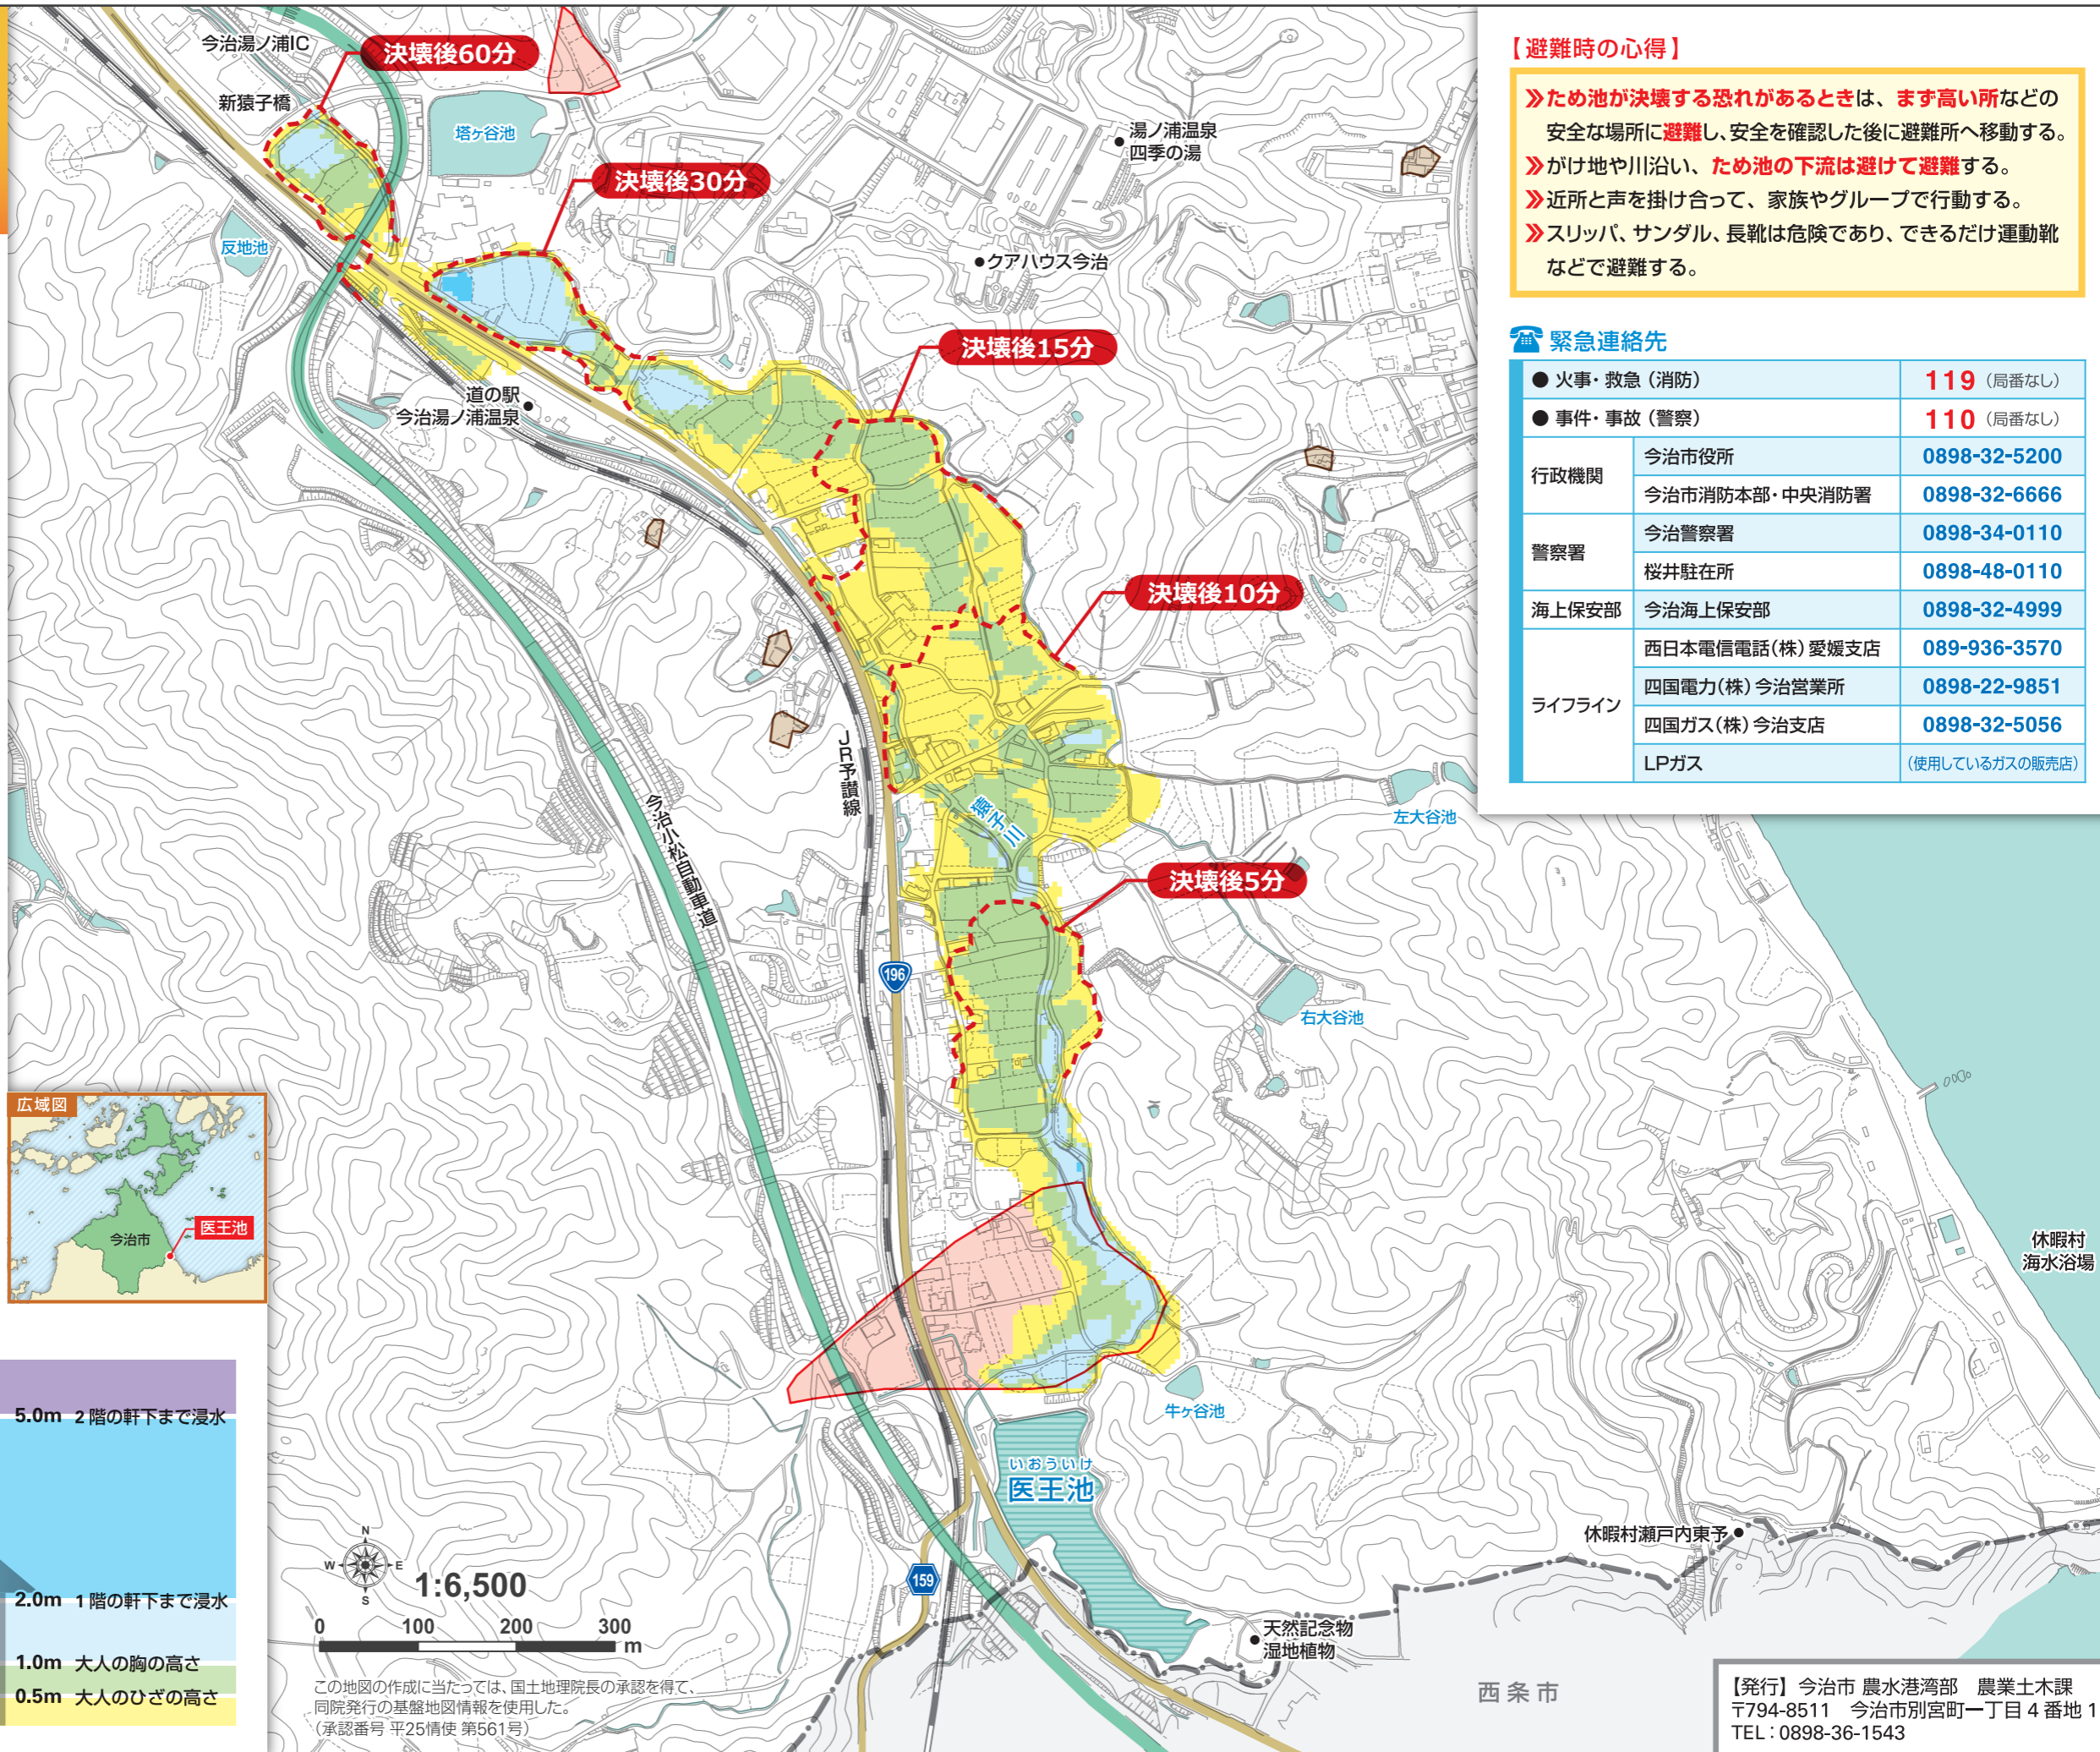 今治湯ノ浦IC
決壊後60分
新猿子橋
塔ヶ谷池
決壊後30分
湯ノ浦温泉
四季の湯
反地池
クアハウス今治
決壊後15分
道の駅
今治湯ノ浦温泉
決壊後10分
JR予讃線
今治小松自動車道
猿子川
左大谷池
決壊後5分
196
右大谷池
牛ヶ谷池
いおういけ
医王池
159
休暇村
海水浴場
休暇村瀬戸内東予
天然記念物
湿地植物
西条市
【避難時の心得】
≫ため池が決壊する恐れがあるときは、まず高い所などの
安全な場所に避難し、安全を確認した後に避難所へ移動する。
≫がけ地や川沿い、ため池の下流は避けて避難する。
≫近所と声を掛け合って、家族やグループで行動する。
≫スリッパ、サンダル、長靴は危険であり、できるだけ運動靴
などで避難する。
緊急連絡先
● 火事・救急（消防） 119（局番なし）
● 事件・事故（警察） 110（局番なし）
行政機関 今治市役所 0898-32-5200
今治市消防本部・中央消防署 0898-32-6666
警察署 今治警察署 0898-34-0110
桜井駐在所 0898-48-0110
海上保安部 今治海上保安部 0898-32-4999
ライフライン 西日本電信電話(株)愛媛支店 089-936-3570
四国電力(株)今治営業所 0898-22-9851
四国ガス(株)今治支店 0898-32-5056
LPガス （使用しているガスの販売店）
広域図
今治市
医王池
5.0m 2階の軒下まで浸水
2.0m 1階の軒下まで浸水
1.0m 大人の胸の高さ
0.5m 大人のひざの高さ
N
W E
S
1:6,500
0 100 200 300
m
この地図の作成に当たっては、国土地理院長の承認を得て、
同院発行の基盤地図情報を使用した。
（承認番号 平25情使 第561号）
【発行】今治市 農水港湾部 農業土木課
〒794-8511 今治市別宮町一丁目4番地1
TEL：0898-36-1543